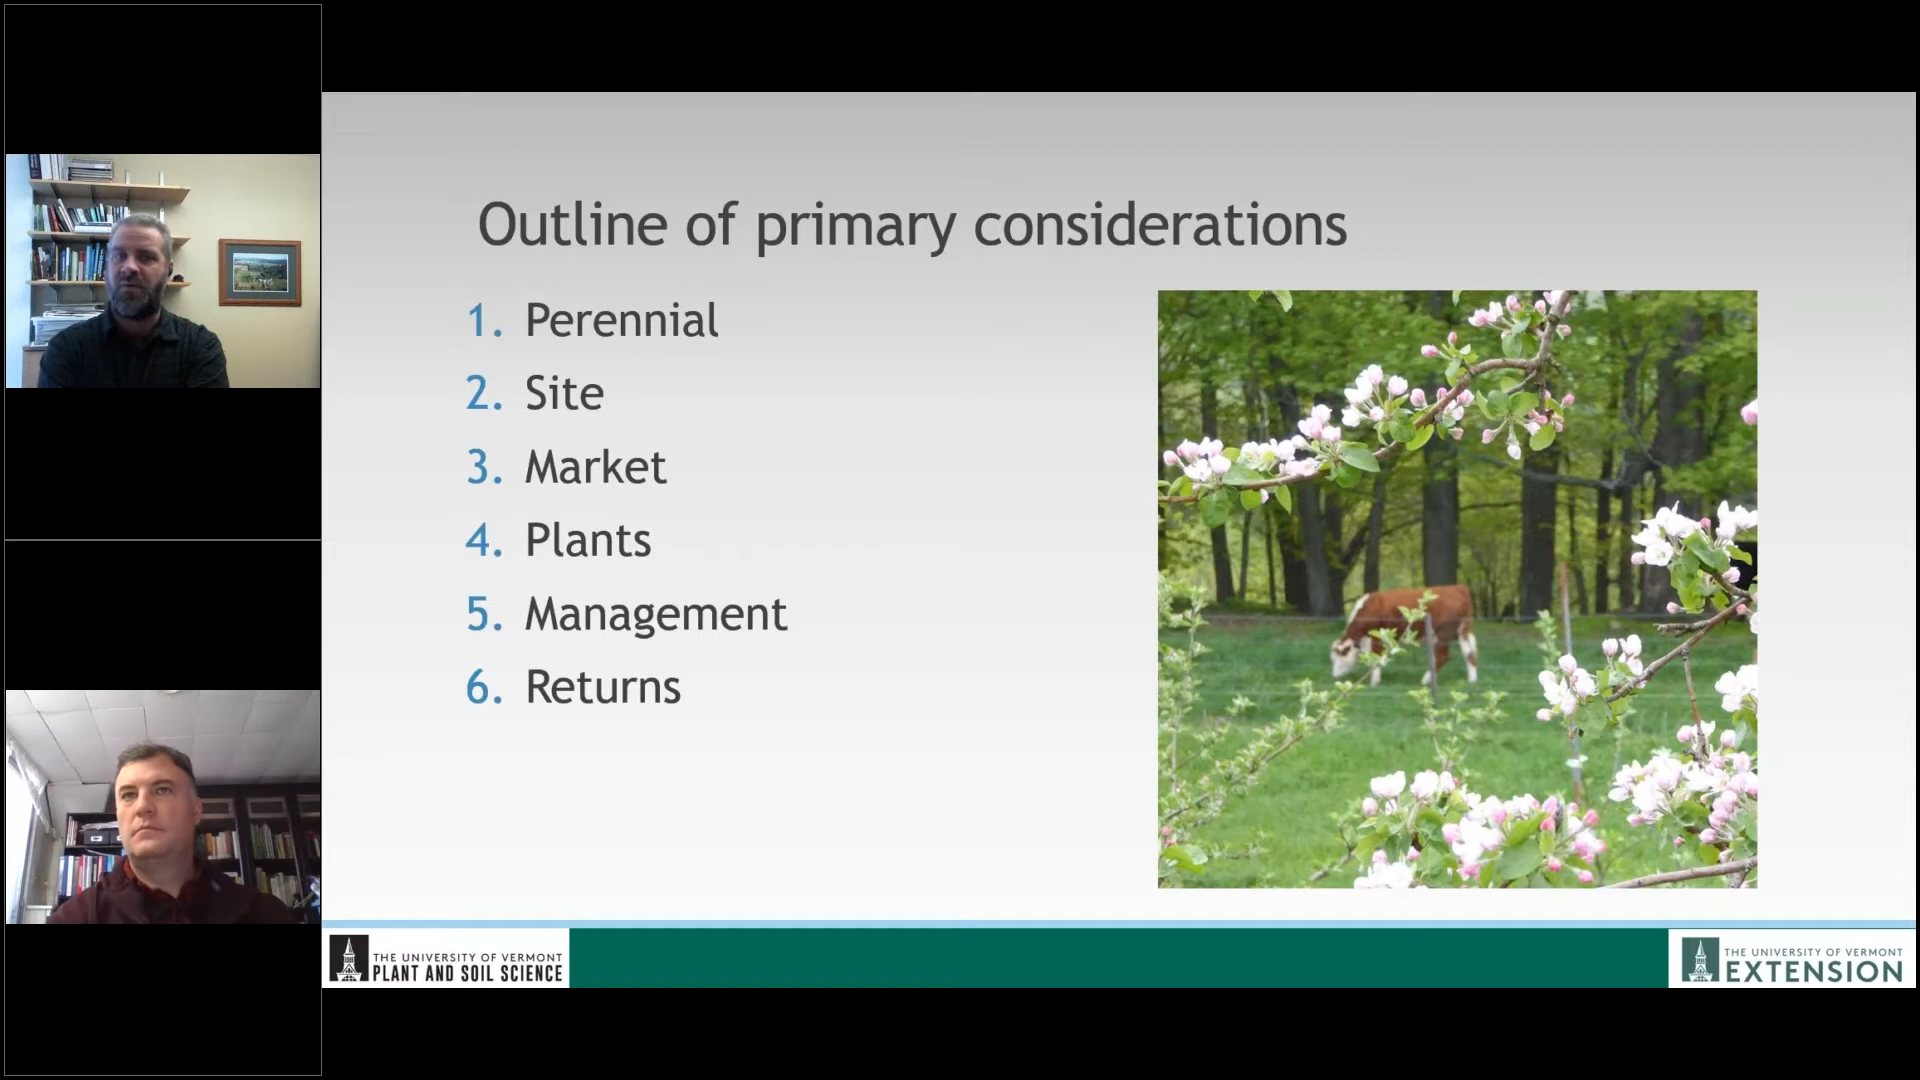 Outline of primary considerations
1. Perennial
2. Site
3. Market
4. Plants
5. Management
6. Returns
THE UNIVERSITY OF VERMONT
PLANT AND SOIL SCIENCE
THE UNIVERSITY OF VERMONT
EXTENSION